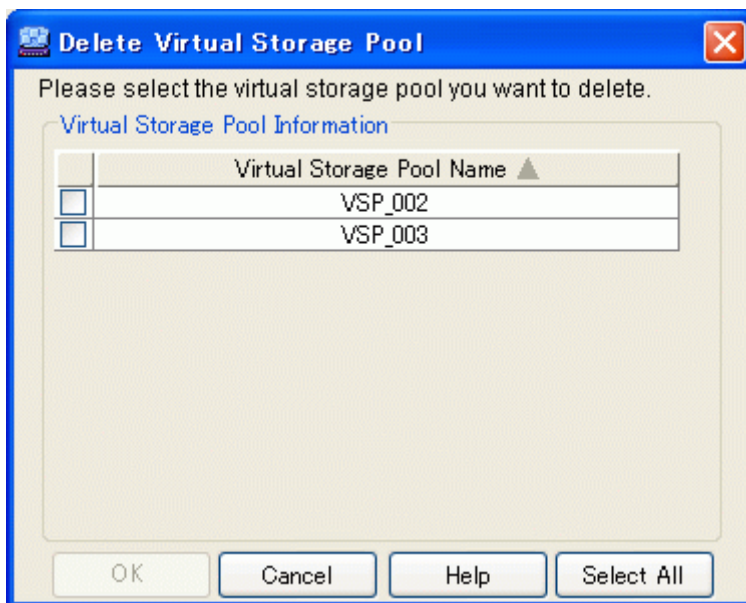 Delete Virtual Storage Pool
Please select the virtual storage pool you want to delete.
Virtual Storage Pool Information
Virtual Storage Pool Name
VSP_002
VSP_003
OK Cancel Help Select All